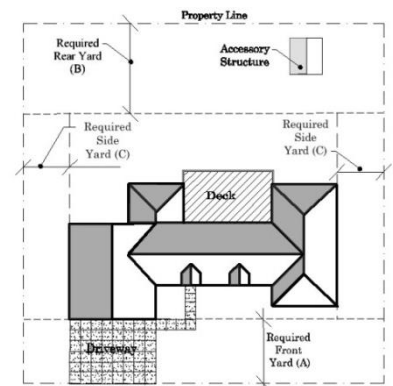 Property Line
Required
Rear Yard
(B)
Accessory
Structure
Required
Side
Yard (C)
Required
Side
Yard (C)
Deck
Driveway
Required
Front
Yard (A)